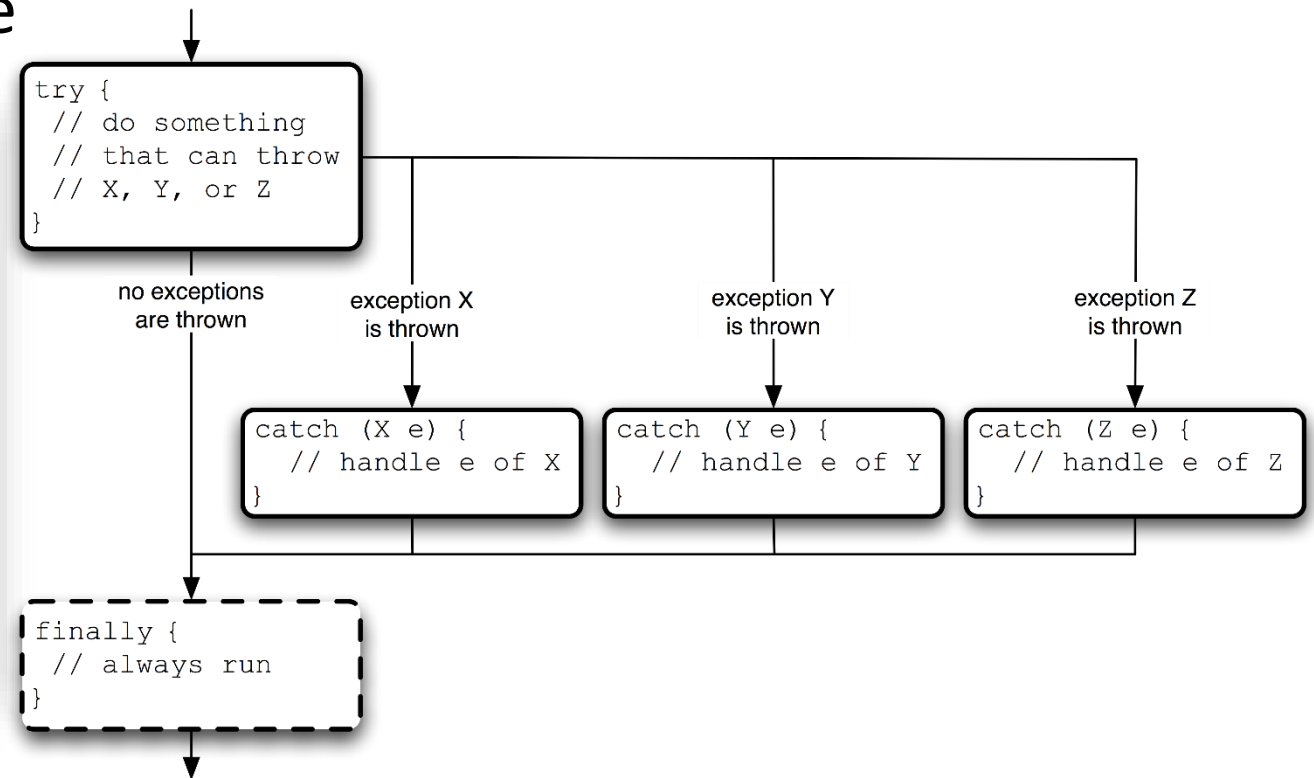 e
try {
// do something
// that can throw
// X, Y, or Z
}
no exceptions
are thrown
exception X
is thrown
exception Y
is thrown
exception Z
is thrown
catch (X e) {
// handle e of X
}
catch (Y e) {
// handle e of Y
}
catch (Z e) {
// handle e of Z
}
finally {
// always run
}